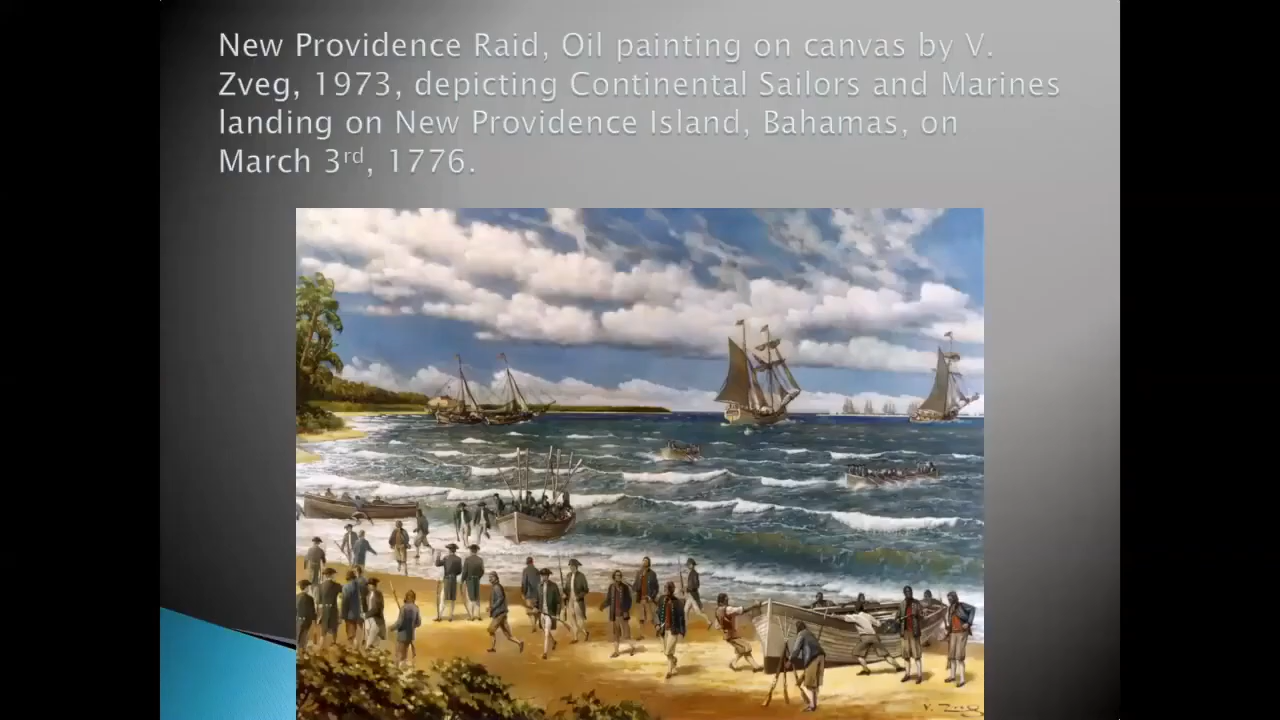 New Providence Raid, Oil painting on canvas by V.
Zveg, 1973, depicting Continental Sailors and Marines
landing on New Providence Island, Bahamas, on
March 3rd, 1776.
V. Zveg